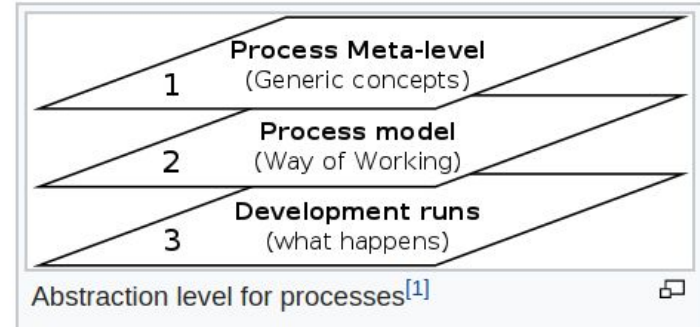 Process Meta-level
(Generic concepts)
1
Process model
(Way of Working)
2
Development runs
(what happens)
3
Abstraction level for processes[1]